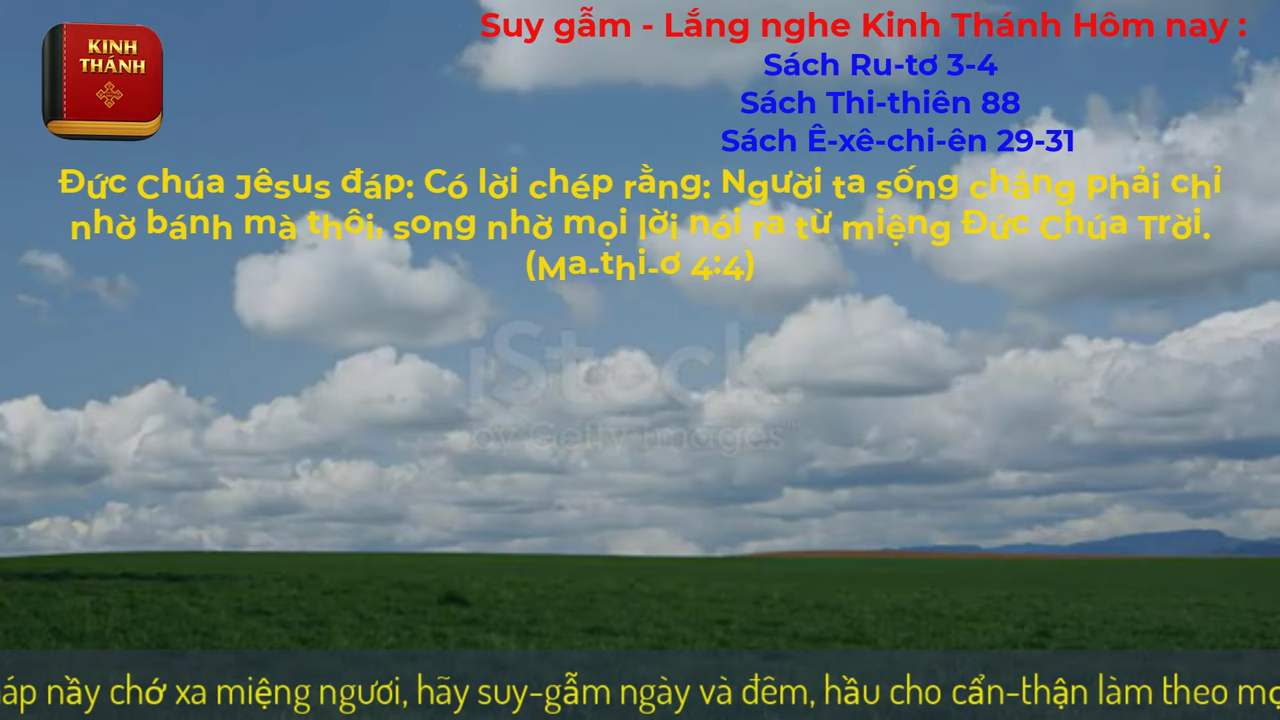 KINH
THÁNH
Suy gẫm - Lắng nghe Kinh Thánh Hôm nay :
Sách Ru-tơ 3-4
Sách Thi-thiên 88
Sách Ê-xê-chi-ên 29-31
Đức Chúa Jêsus đáp: Có lời chép rằng: Người ta sống chẳng phải chỉ
nhờ bánh mà thôi, song nhờ mọi lời nói ra từ miệng Đức Chúa Trời.
(Ma-thi-ơ 4:4)
iStock.
by Getty Images™
áp nầy chớ xa miệng ngươi, hãy suy-gẫm ngày và đêm, hầu cho cẩn-thận làm theo